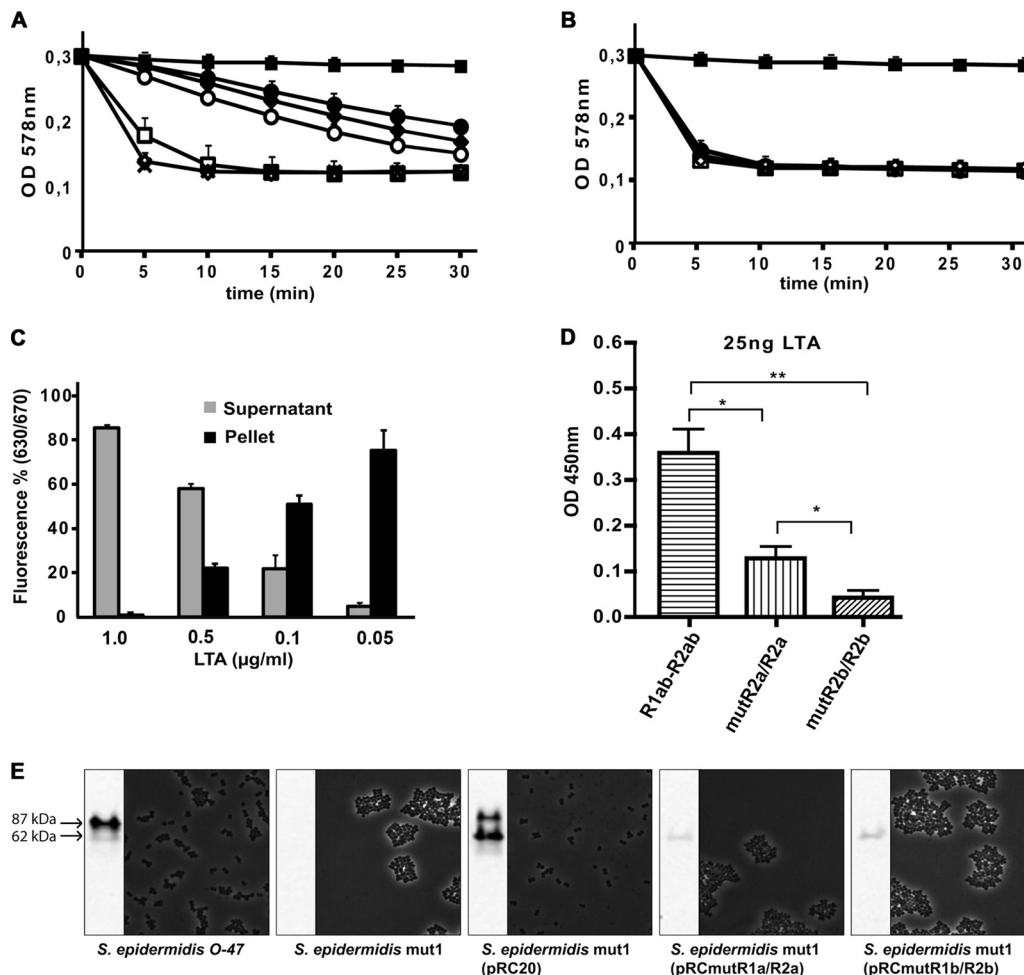 A
OD 578nm
0,3
0,2
0,1
0
0 5 10 15 20 25 30
time (min)
B
OD 578nm
0,3
0,2
0,1
0
0 5 10 15 20 25 30
time (min)
C
Fluorescence % (630/670)
100
80
60
40
20
0
Supernatant
Pellet
1.0 0.5 0.1 0.05
LTA (µg/ml)
D
25ng LTA
OD 450nm
0.6
0.5
0.4
0.3
0.2
0.1
0.0
**
*
*
R1ab-R2ab
mutR2a/R2a
mutR2b/R2b
E
87 kDa
62 kDa
S. epidermidis O-47
S. epidermidis mut1
S. epidermidis mut1
(pRC20)
S. epidermidis mut1
(pRCmutR1a/R2a)
S. epidermidis mut1
(pRCmutR1b/R2b)